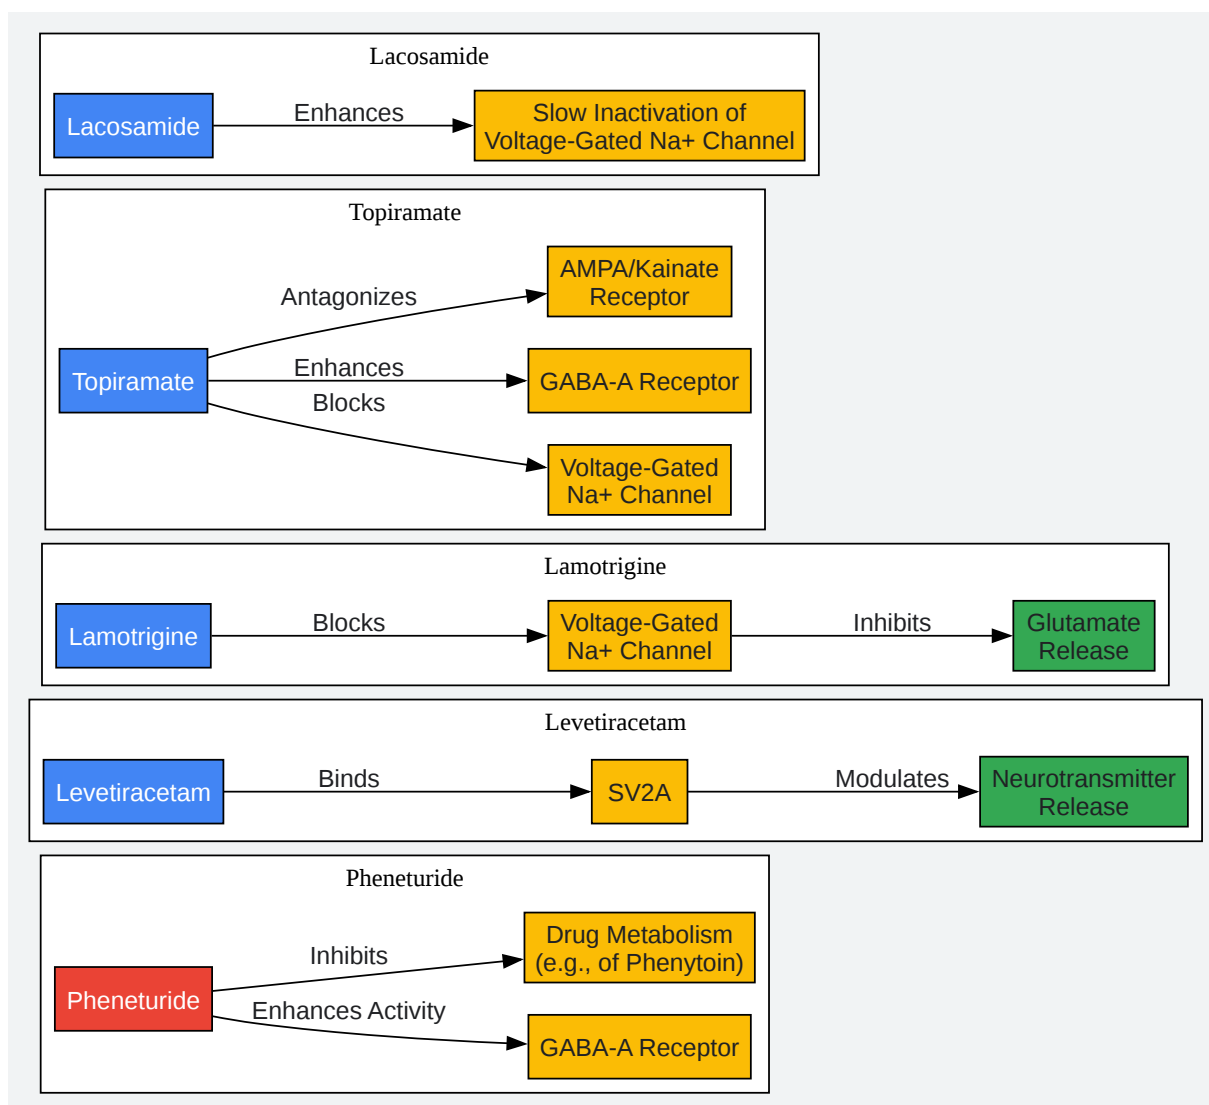 Lacosamide
Lacosamide
Enhances
Slow Inactivation of
Voltage-Gated Na+ Channel
Topiramate
Topiramate
Antagonizes
AMPA/Kainate
Receptor
Enhances
GABA-A Receptor
Blocks
Voltage-Gated
Na+ Channel
Lamotrigine
Lamotrigine
Blocks
Voltage-Gated
Na+ Channel
Inhibits
Glutamate
Release
Levetiracetam
Levetiracetam
Binds
SV2A
Modulates
Neurotransmitter
Release
Pheneturide
Pheneturide
Inhibits
Drug Metabolism
(e.g., of Phenytoin)
Enhances Activity
GABA-A Receptor